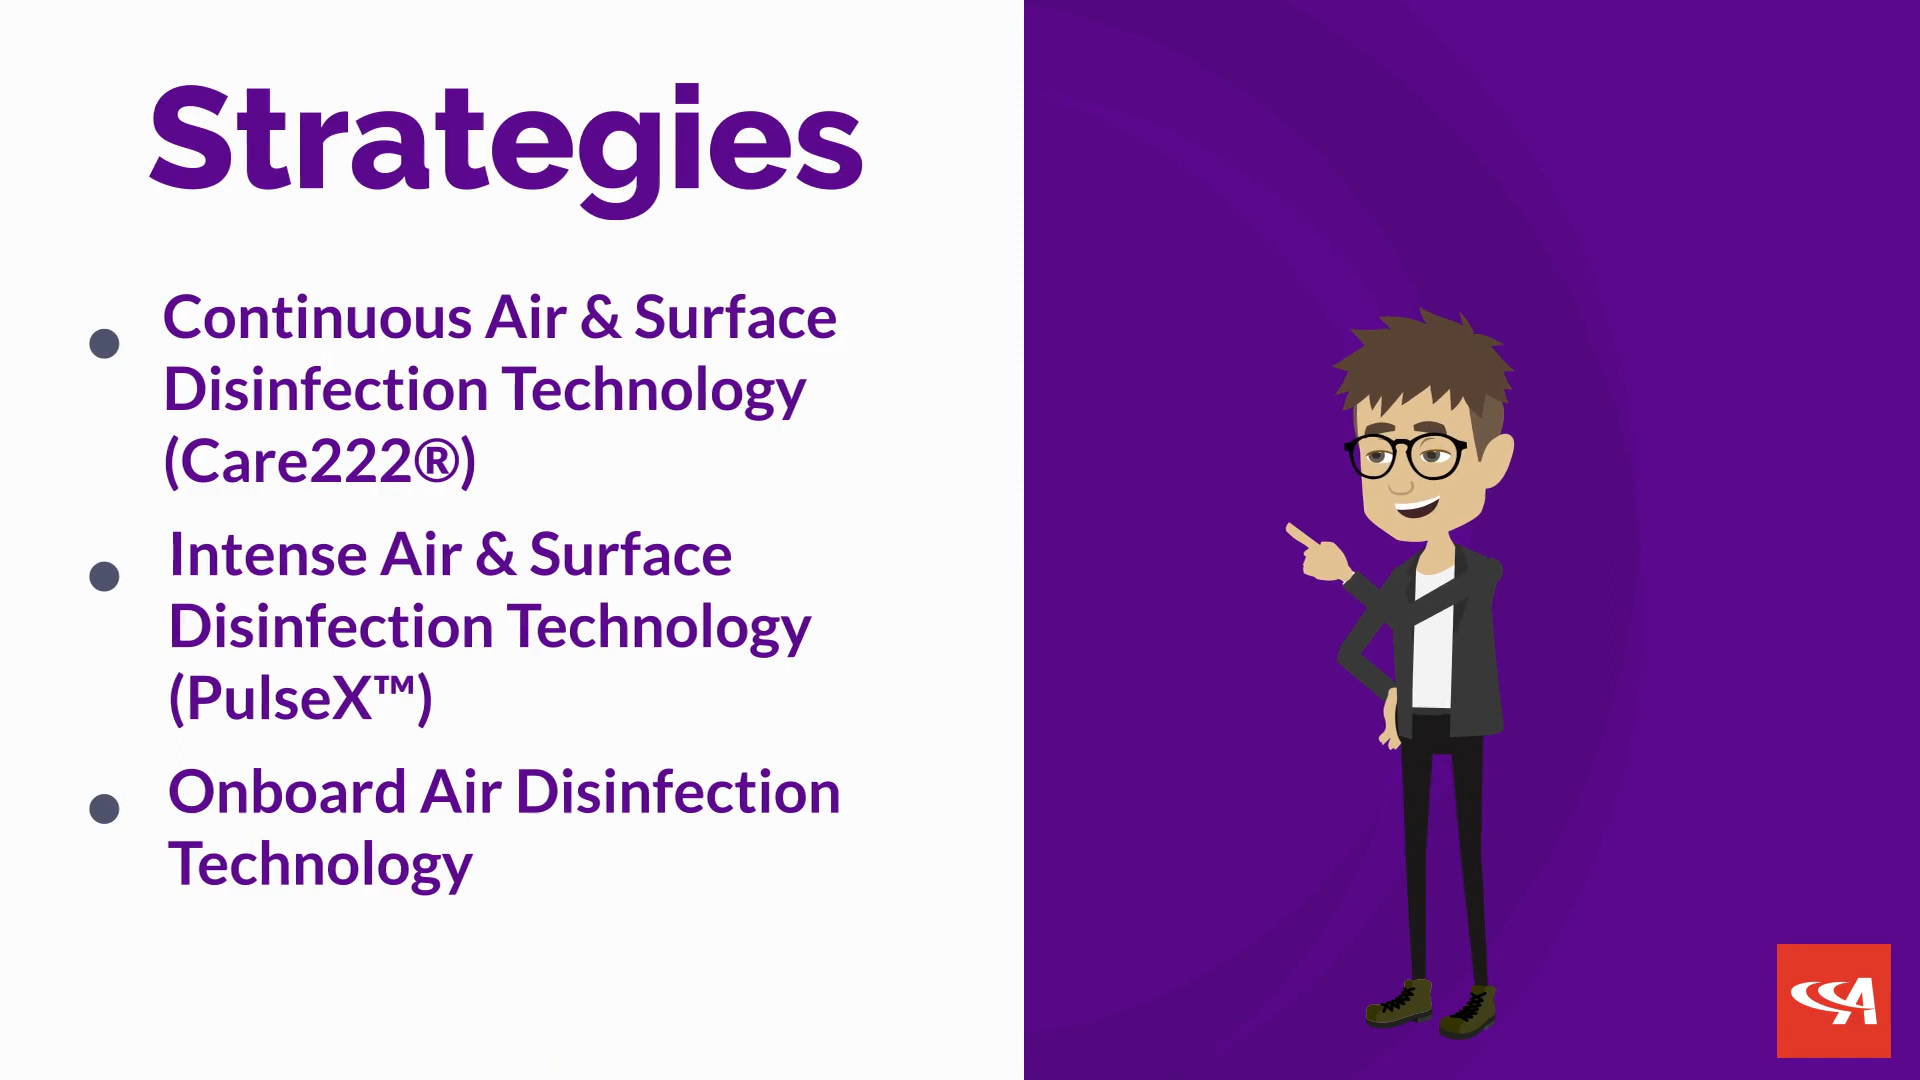 Strategies
Continuous Air & Surface
Disinfection Technology
(Care222®)
Intense Air & Surface
Disinfection Technology
(PulseX™)
Onboard Air Disinfection
Technology